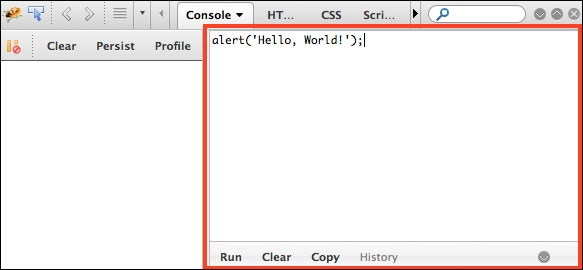 Console HT... CSS Scri...
Clear Persist Profile
alert('Hello, World!');
Run Clear Copy History